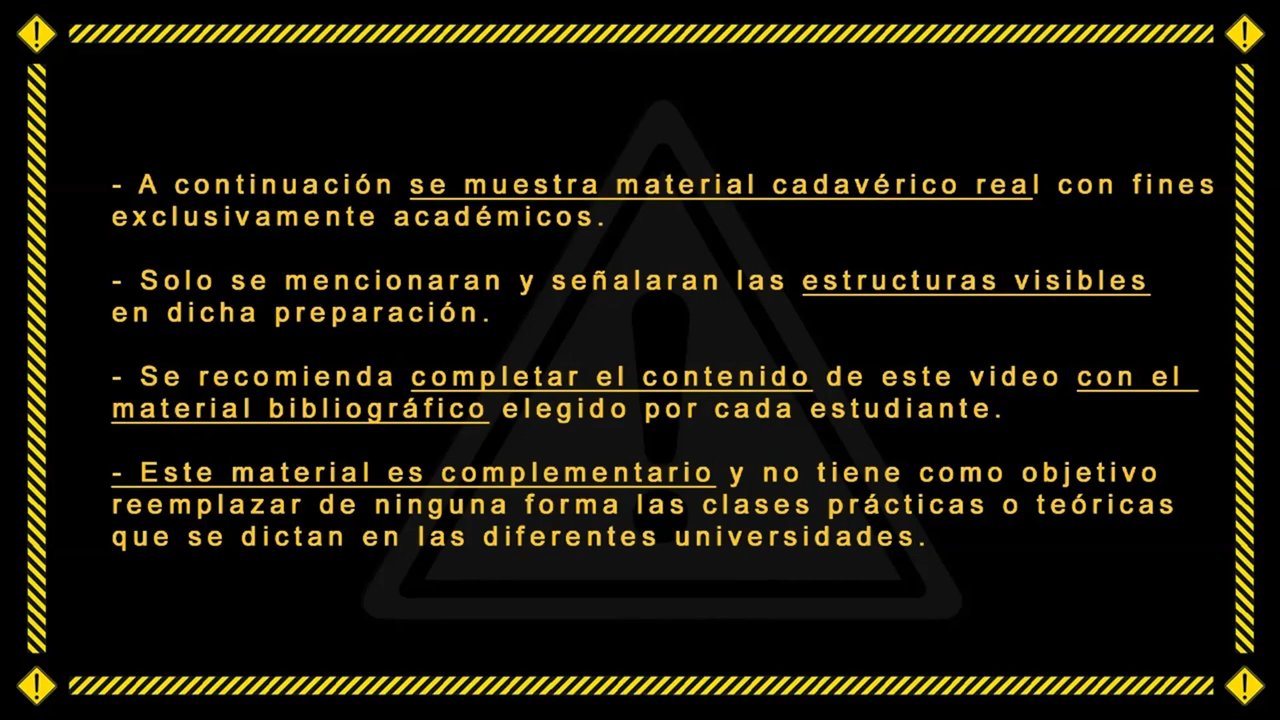 - A continuación se muestra material cadavérico real con fines
exclusivamente académicos.
- Solo se mencionaran y señalaran las estructuras visibles
en dicha preparación.
- Se recomienda completar el contenido de este video con el
material bibliográfico elegido por cada estudiante.
- Este material es complementario y no tiene como objetivo
reemplazar de ninguna forma las clases prácticas o teóricas
que se dictan en las diferentes universidades.